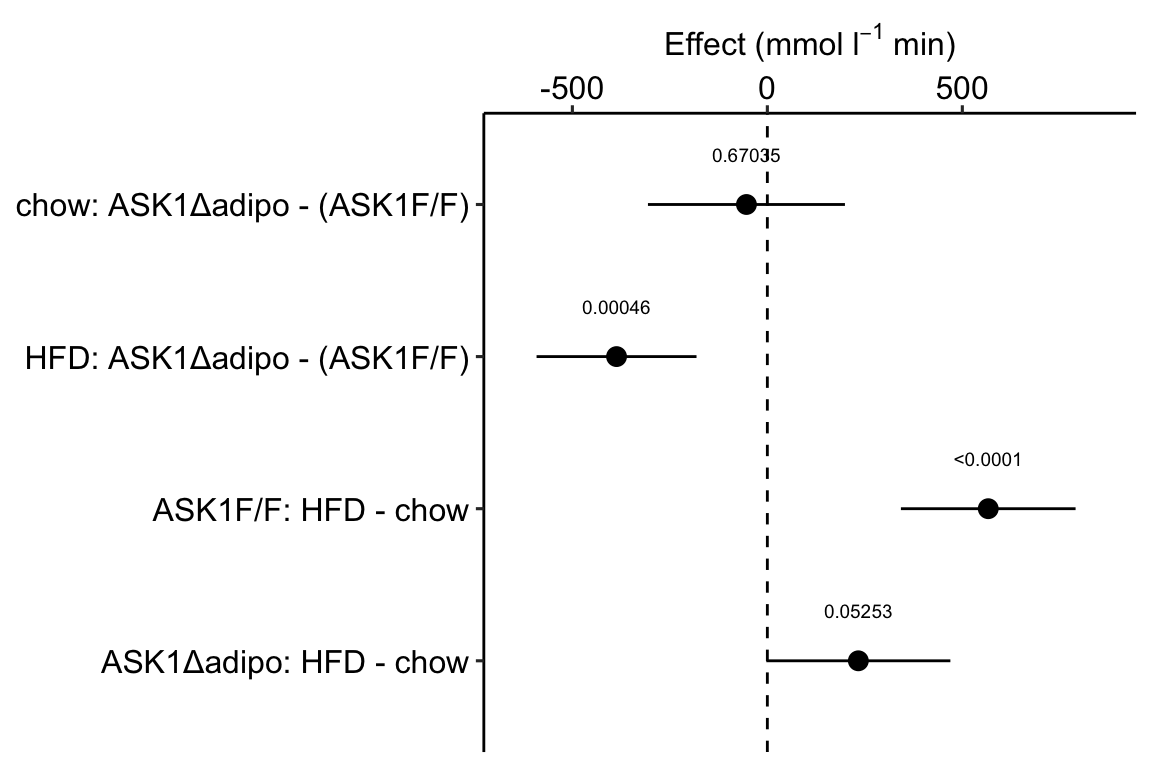 Effect (mmol l⁻¹ min)
-500 0 500
0.67035
chow: ASK1Δadipo - (ASK1F/F)
0.00046
HFD: ASK1Δadipo - (ASK1F/F)
<0.0001
ASK1F/F: HFD - chow
0.05253
ASK1Δadipo: HFD - chow